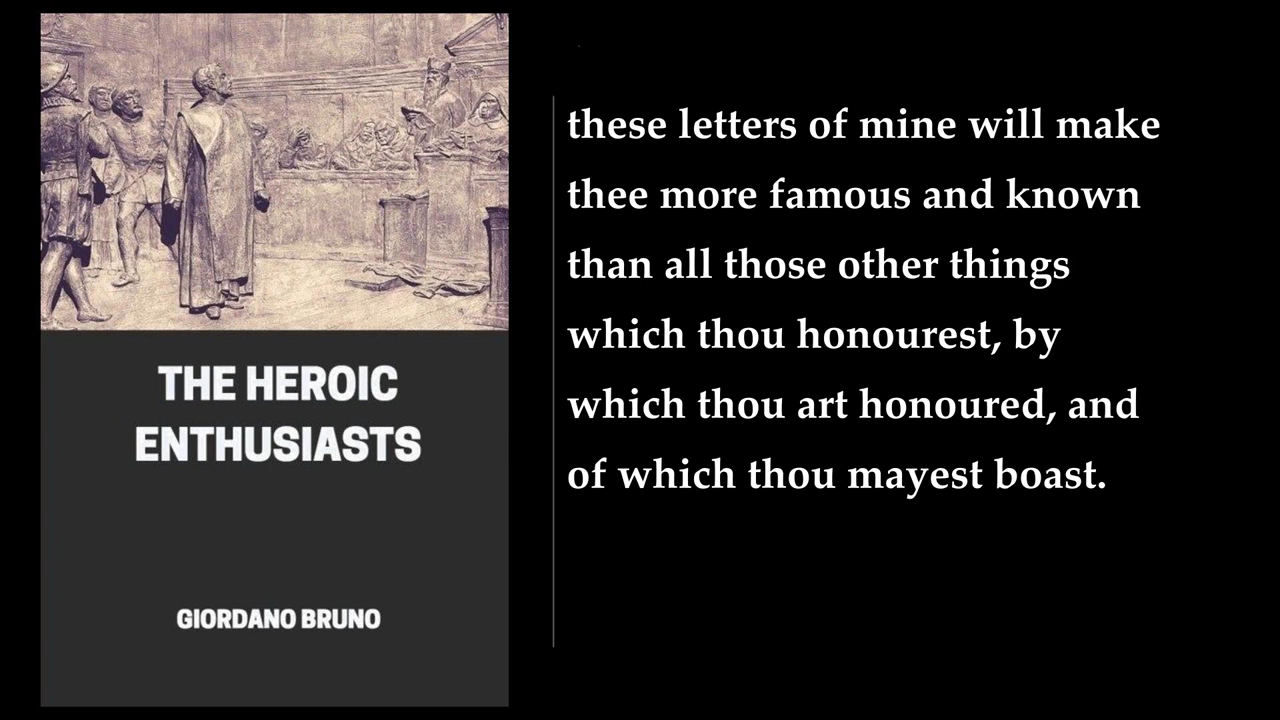 THE HEROIC
ENTHUSIASTS
GIORDANO BRUNO
these letters of mine will make
thee more famous and known
than all those other things
which thou honourest, by
which thou art honoured, and
of which thou mayest boast.